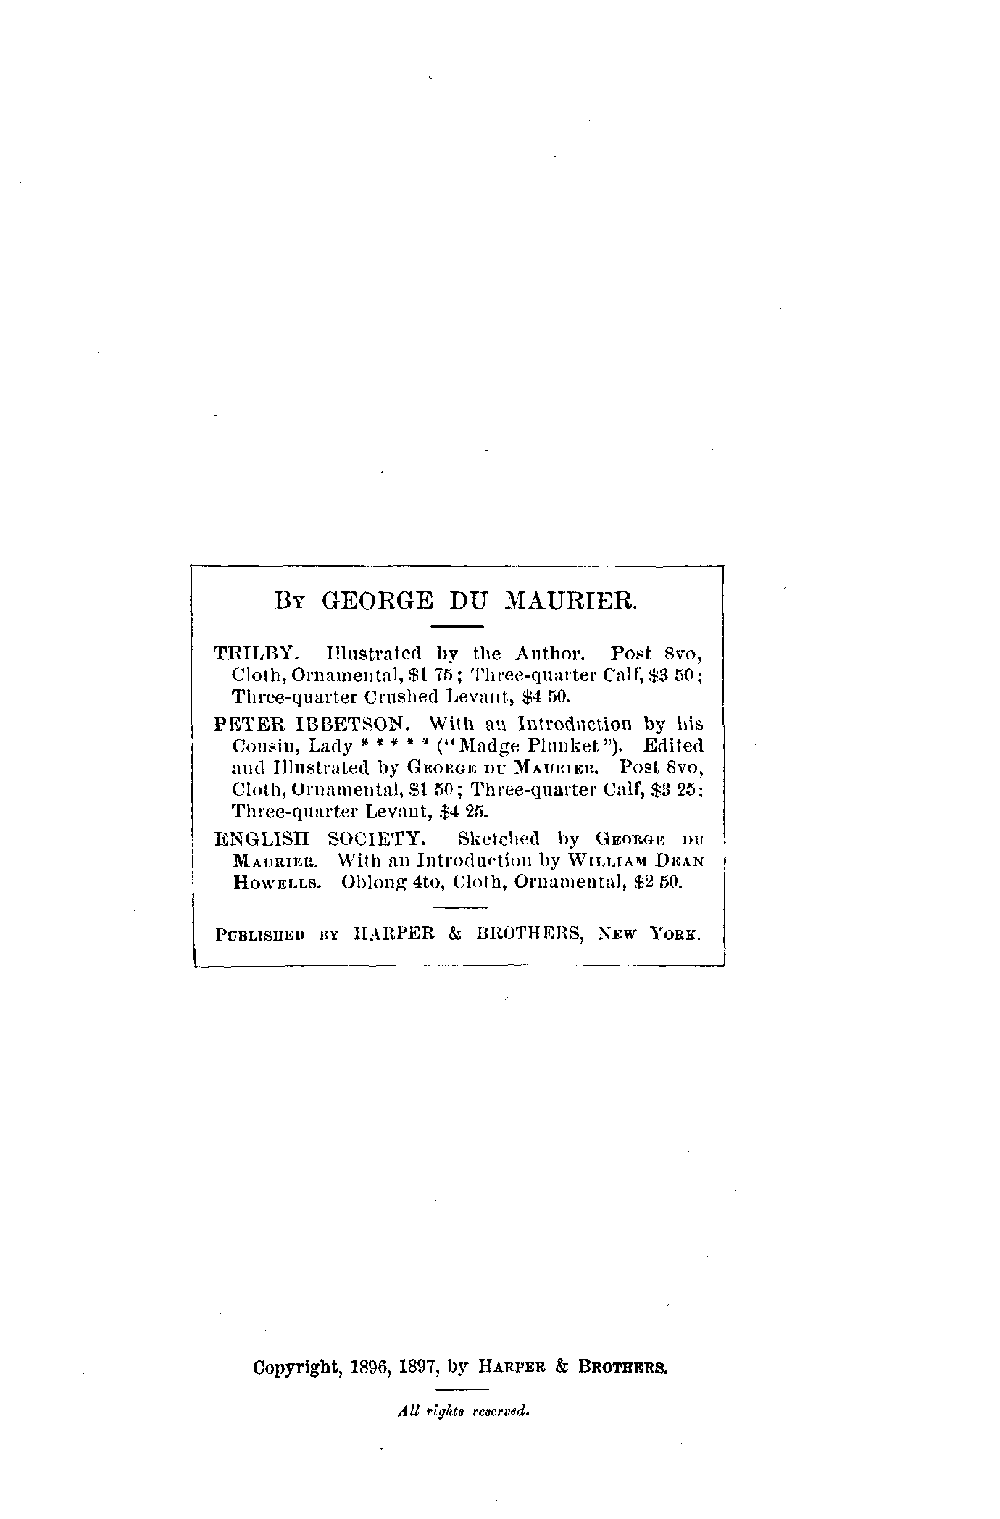 By GEORGE DU MAURIER.
TRILBY. Illustrated by the Author. Post 8vo,
Cloth, Ornamental, $1 75; Three-quarter Calf, $3 50;
Three-quarter Crushed Levant, $4 50.
PETER IBBETSON. With an Introduction by his
Cousin, Lady * * * * * ("Madge Plunket"). Edited
and Illustrated by George du Maurier. Post 8vo,
Cloth, Ornamental, $1 50; Three-quarter Calf, $3 25;
Three-quarter Levant, $4 25.
ENGLISH SOCIETY. Sketched by George du
Maurier. With an Introduction by William Dean
Howells. Oblong 4to, Cloth, Ornamental, $2 50.
Published by HARPER & BROTHERS, New York.
Copyright, 1896, 1897, by Harper & Brothers.
All rights reserved.